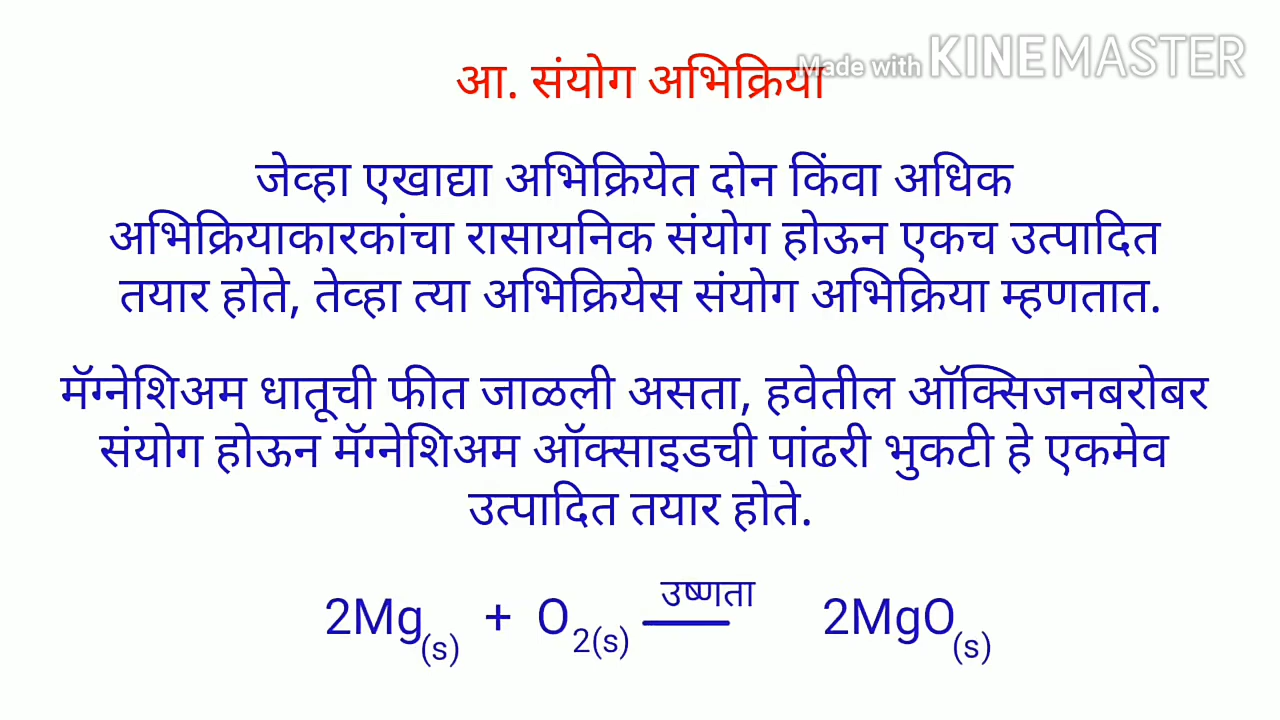 Made with KINEMASTER
आ. संयोग अभिक्रिया
जेव्हा एखाद्या अभिक्रियेत दोन किंवा अधिक
अभिक्रियाकारकांचा रासायनिक संयोग होऊन एकच उत्पादित
तयार होते, तेव्हा त्या अभिक्रियेस संयोग अभिक्रिया म्हणतात.
मॅग्नेशिअम धातूची फीत जाळली असता, हवेतील ऑक्सिजनबरोबर
संयोग होऊन मॅग्नेशिअम ऑक्साइडची पांढरी भुकटी हे एकमेव
उत्पादित तयार होते.
उष्णता
2Mg(s) + O2(s) — 2MgO(s)